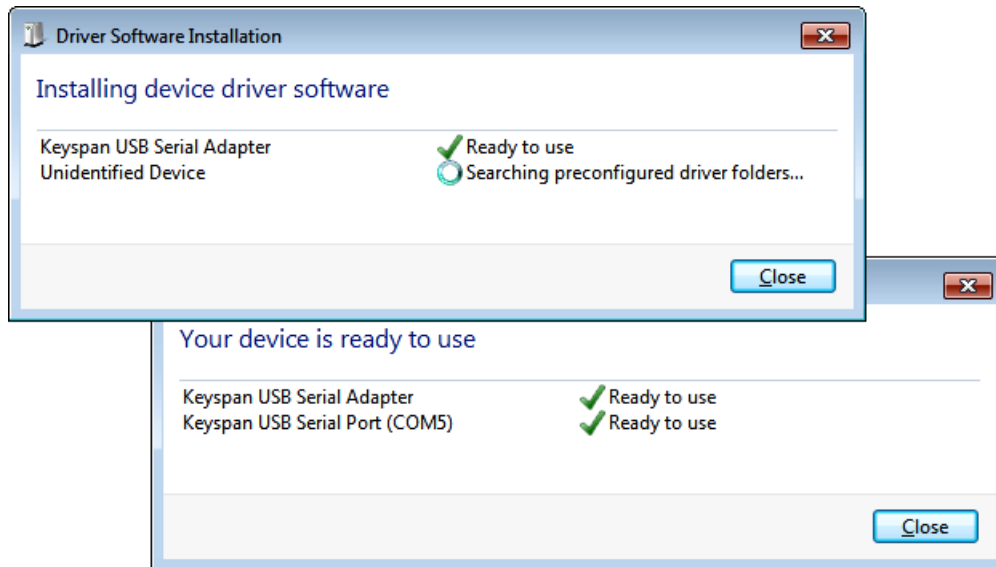 Driver Software Installation
Installing device driver software
Keyspan USB Serial Adapter Ready to use
Unidentified Device Searching preconfigured driver folders...
Close
Your device is ready to use
Keyspan USB Serial Adapter Ready to use
Keyspan USB Serial Port (COM5) Ready to use
Close